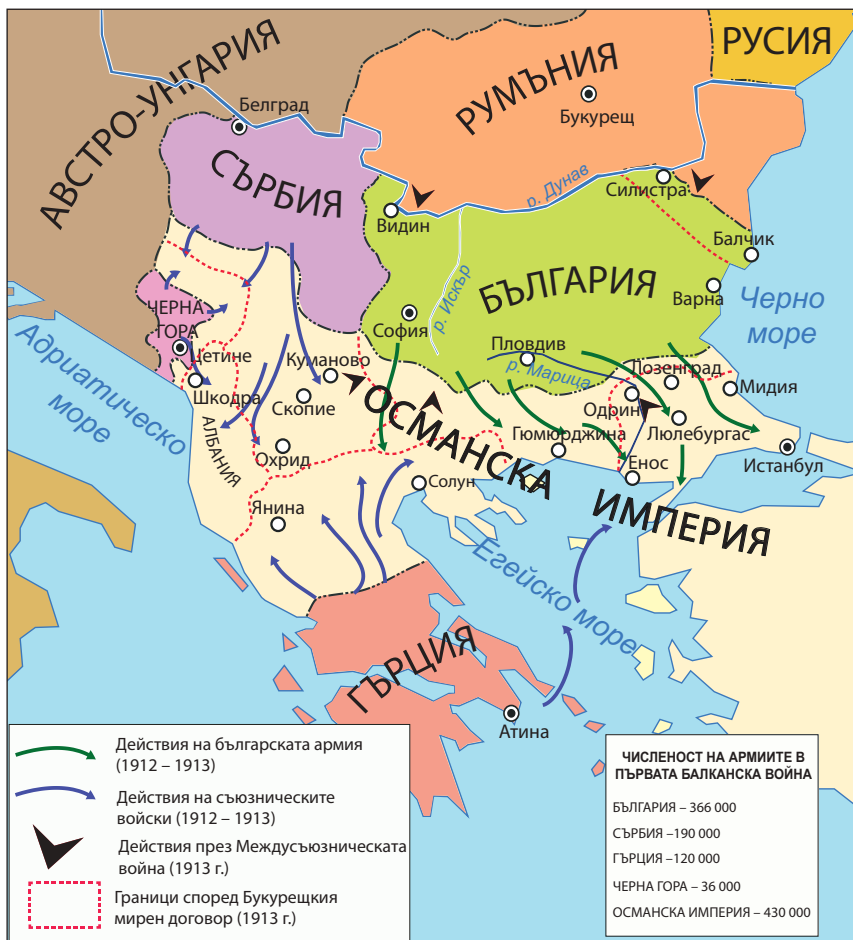 АВСТРО-УНГАРИЯ
РУМЪНИЯ
РУСИЯ
Белград
Букурещ
СЪРБИЯ
р. Дунав
Силистра
Видин
Балчик
р. Искър
БЪЛГАРИЯ
Варна
Черно
море
ЧЕРНА
ГОРА
София
Пловдив
р. Марица
Лозенград
Мидия
Адриатическо
море
Цетине
Куманово
Шкодра
Скопие
ОСМАНСКА
ИМПЕРИЯ
Одрин
Люлебургас
Гюмюрджина
Истанбул
АЛБАНИЯ
Охрид
Енос
Солун
Янина
Егейско море
ГЪРЦИЯ
Атина
Действия на българската армия
(1912 – 1913)
Действия на съюзническите
войски (1912 – 1913)
Действия през Междусъюзническата
война (1913 г.)
Граници според Букурещкия
мирен договор (1913 г.)
ЧИСЛЕНОСТ НА АРМИИТЕ В
ПЪРВАТА БАЛКАНСКА ВОЙНА
БЪЛГАРИЯ – 366 000
СЪРБИЯ –190 000
ГЪРЦИЯ –120 000
ЧЕРНА ГОРА – 36 000
ОСМАНСКА ИМПЕРИЯ – 430 000